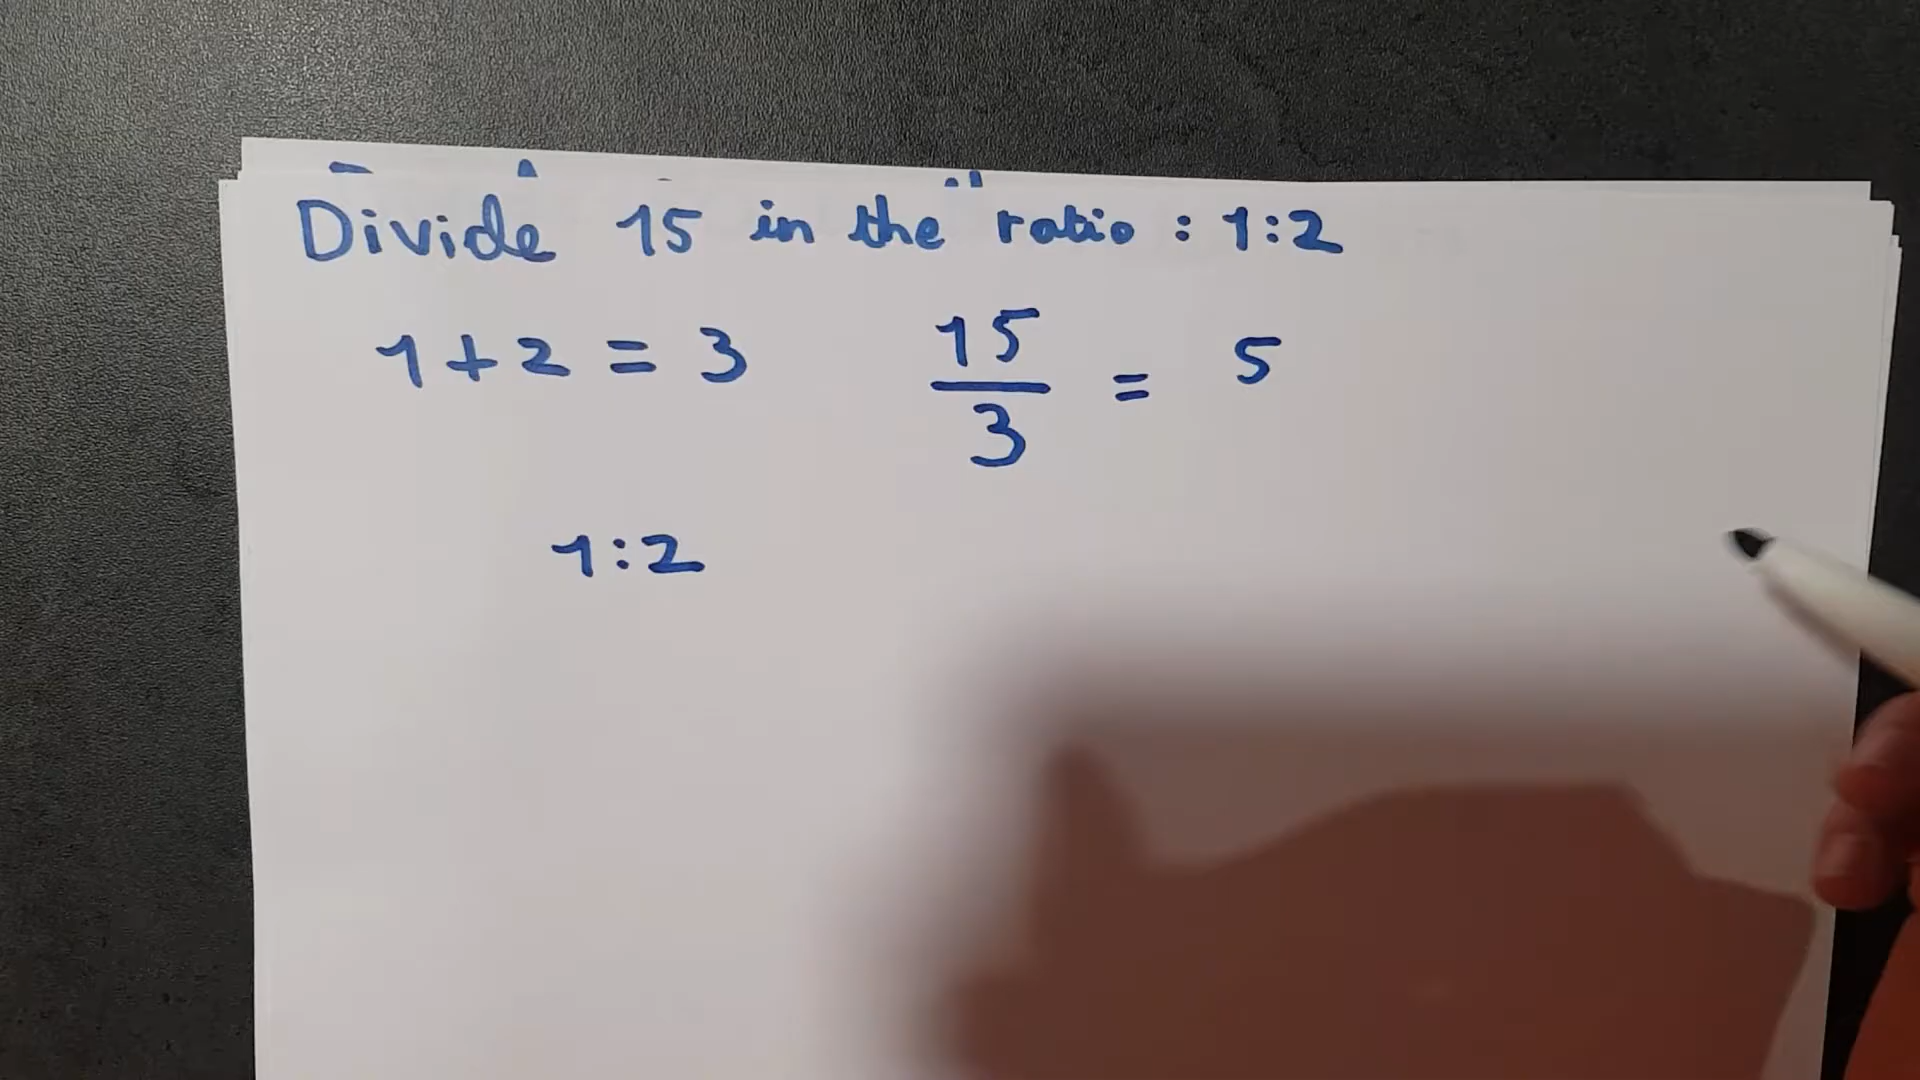 Divide 15 in the ratio : 1:2
1+2 = 3 15/3 = 5
1:2